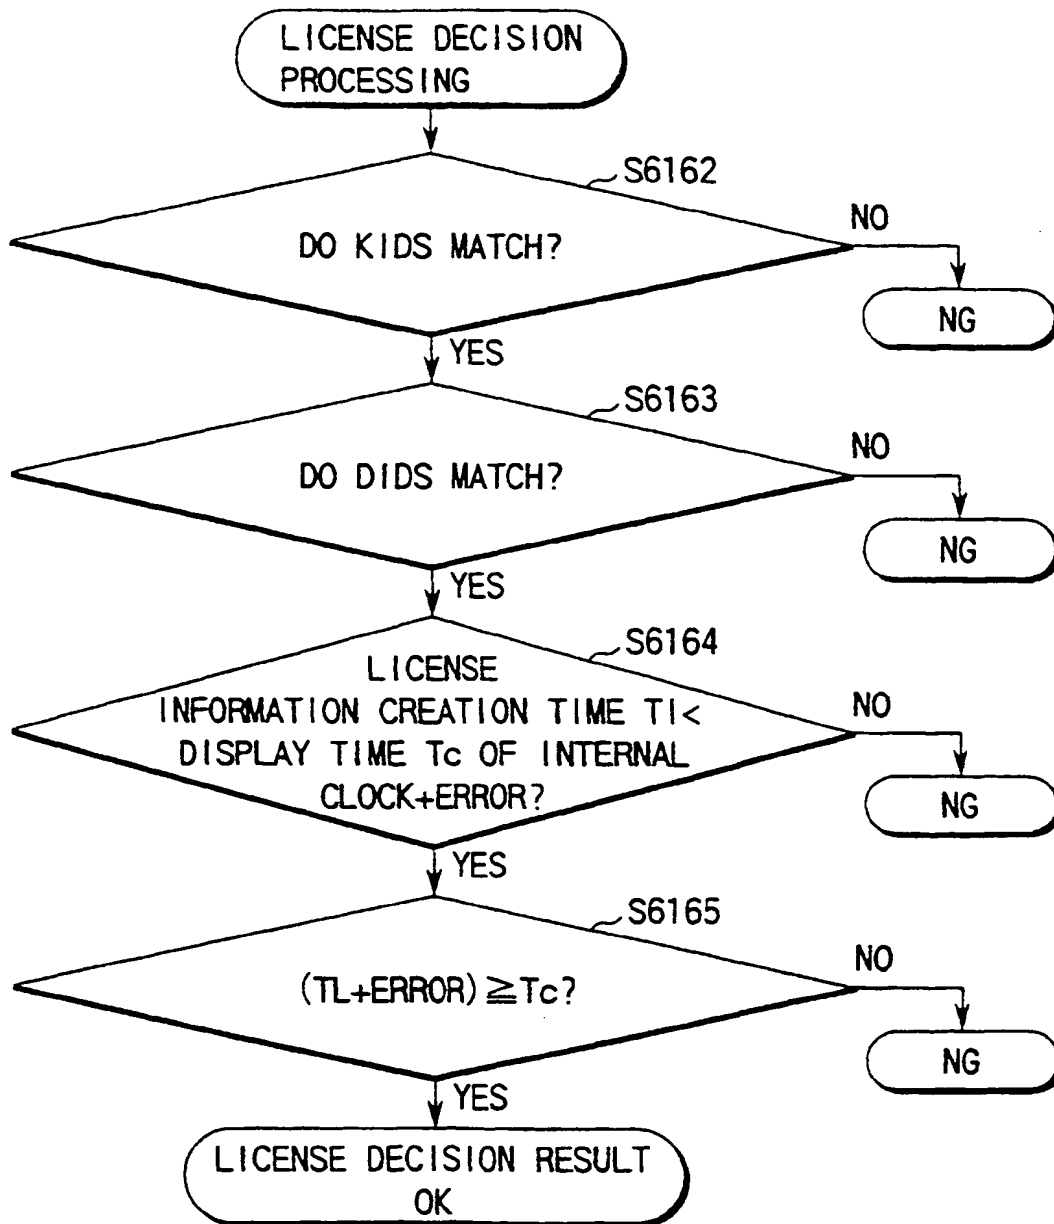 LICENSE DECISION
PROCESSING
S6162
DO KIDS MATCH?
NO
NG
YES
S6163
DO DIDS MATCH?
NO
NG
YES
S6164
LICENSE
INFORMATION CREATION TIME TI<
DISPLAY TIME Tc OF INTERNAL
CLOCK+ERROR?
NO
NG
YES
S6165
(TL+ERROR)≧Tc?
NO
NG
YES
LICENSE DECISION RESULT
OK